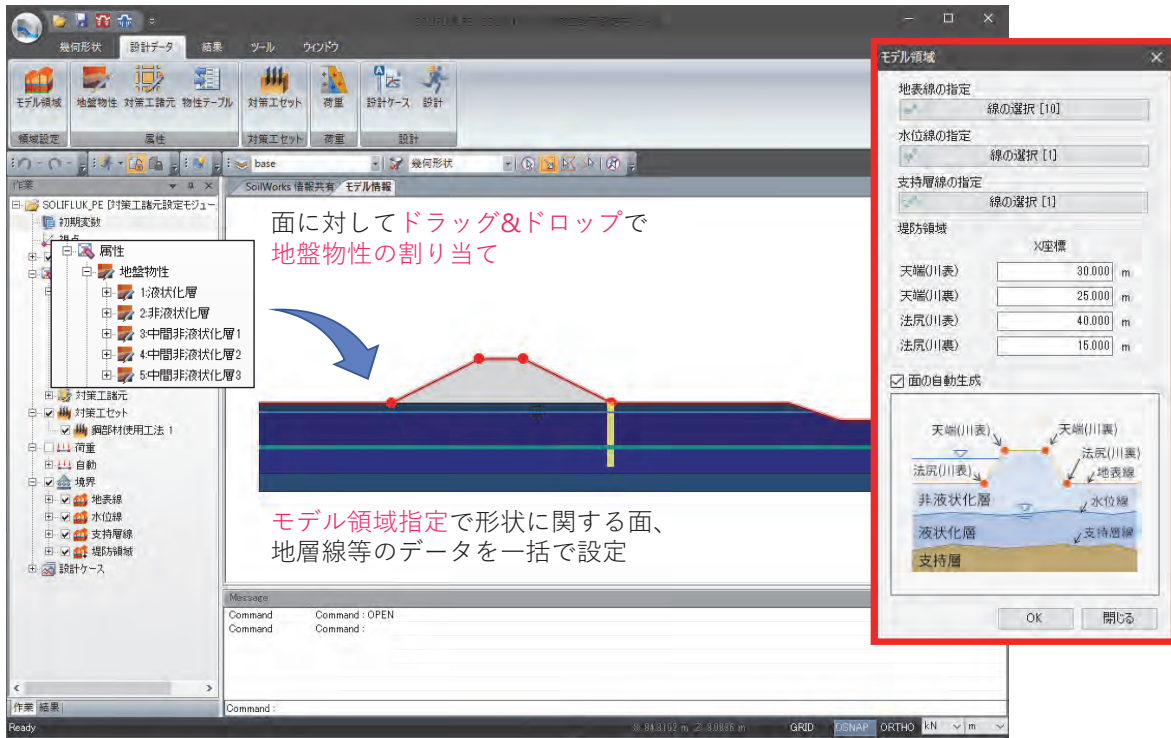 幾何形状 設計データ 結果 ツール ウィンドウ
モデル領域 地盤物性 対策工諸元 物性テーブル 対策工セット 荷重 設計ケース 設計
領域設定 属性 対策工セット 荷重 設計
base 幾何形状
作業
SoilWorks 情報共有 モデル情報
SOLIFLUK_PE [対策工諸元設定モジュー
初期変数
属性
地盤物性
1:液状化層
2:非液状化層
3:中間非液状化層1
4:中間非液状化層2
5:中間非液状化層3
対策工諸元
対策工セット
鋼部材使用工法 1
荷重
自動
境界
地表線
水位線
支持層線
堤防領域
設計ケース
作業 結果
面に対してドラッグ&ドロップで
地盤物性の割り当て
モデル領域指定で形状に関する面、
地層線等のデータを一括で設定
Message
Command Command : OPEN
Command Command :
Command :
Ready
GRID OSNAP ORTHO kN m
モデル領域
地表線の指定
線の選択 [10]
水位線の指定
線の選択 [1]
支持層線の指定
線の選択 [1]
堤防領域
X座標
天端(川表) 30.000 m
天端(川裏) 25.000 m
法尻(川表) 40.000 m
法尻(川裏) 15.000 m
面の自動生成
天端(川表) 天端(川裏)
法尻(川裏)
法尻(川表) 地表線
非液状化層 水位線
液状化層 支持層線
支持層
OK 閉じる